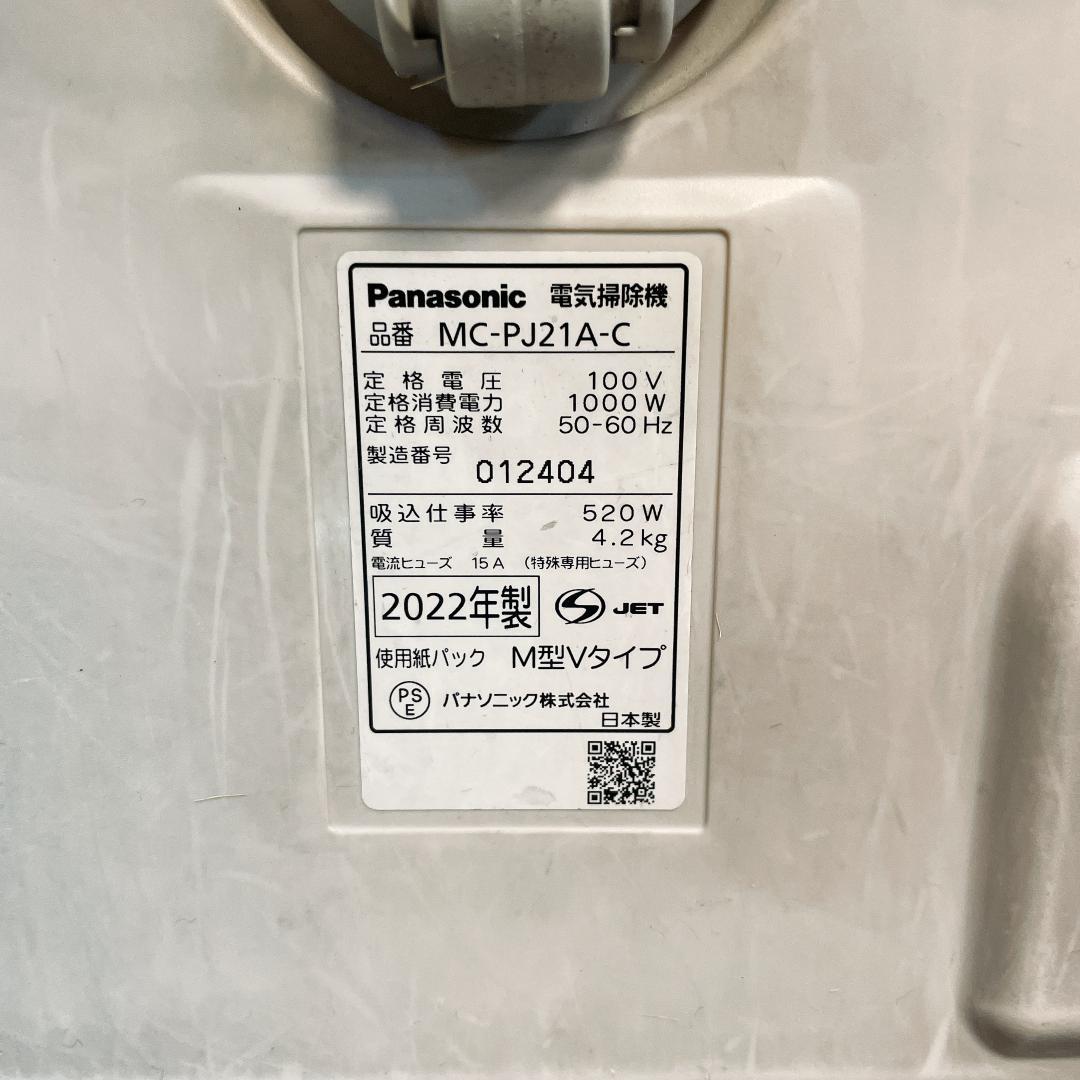 Panasonic 電気掃除機
品番 MC-PJ21A-C
定格電圧 100V
定格消費電力 1000W
定格周波数 50-60Hz
製造番号 012404
吸込仕事率 520W
質量 4.2kg
電流ヒューズ 15A (特殊専用ヒューズ)
2022年製 S JET
使用紙パック M型Vタイプ
PSE パナソニック株式会社
日本製